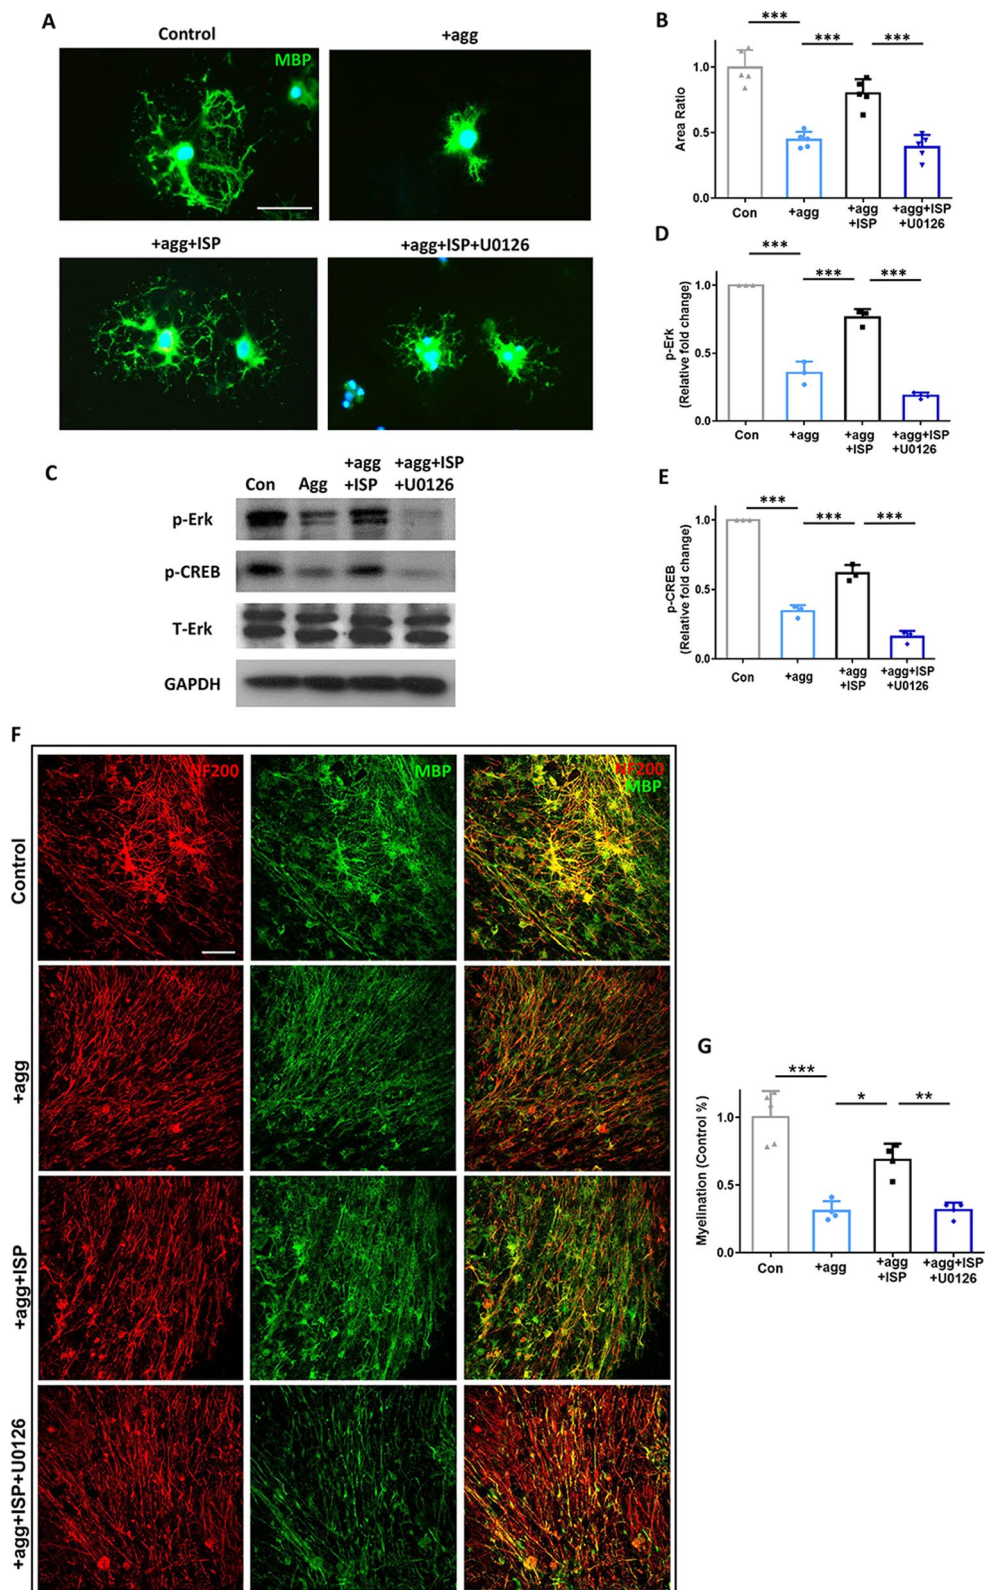 A
Control
+agg
MBP
+agg+ISP
+agg+ISP+U0126
B
***
***
***
Area Ratio
1.0
0.5
0.0
Con
+agg
+agg
+ISP
+agg+ISP
+U0126
C
Con
Agg
+agg
+ISP
+agg+ISP
+U0126
p-Erk
p-CREB
T-Erk
GAPDH
D
***
***
***
p-Erk
(Relative fold change)
1.0
0.5
0.0
Con
+agg
+agg
+ISP
+agg+ISP
+U0126
E
***
***
***
p-CREB
(Relative fold change)
1.0
0.5
0.0
Con
+agg
+agg
+ISP
+agg+ISP
+U0126
F
NF200
MBP
NF200
MBP
Control
+agg
+agg+ISP
+agg+ISP+U0126
G
***
*
**
Myelination (Control %)
1.0
0.5
0.0
Con
+agg
+agg
+ISP
+agg+ISP
+U0126